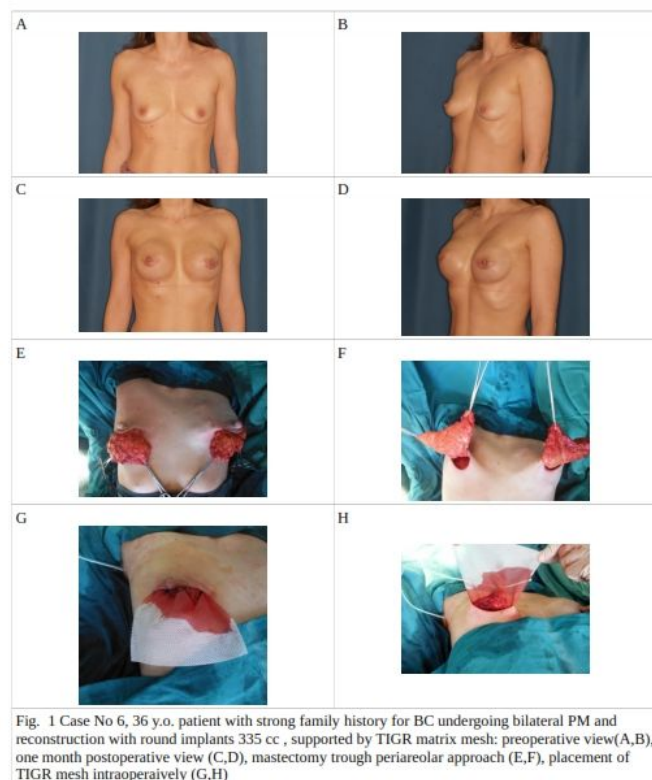 A
B
C
D
E
F
G
H
Fig. 1 Case No 6, 36 y.o. patient with strong family history for BC undergoing bilateral PM and
reconstruction with round implants 335 cc , supported by TIGR matrix mesh: preoperative view(A,B),
one month postoperative view (C,D), mastectomy trough periareolar approach (E,F), placement of
TIGR mesh intraoperaively (G,H)